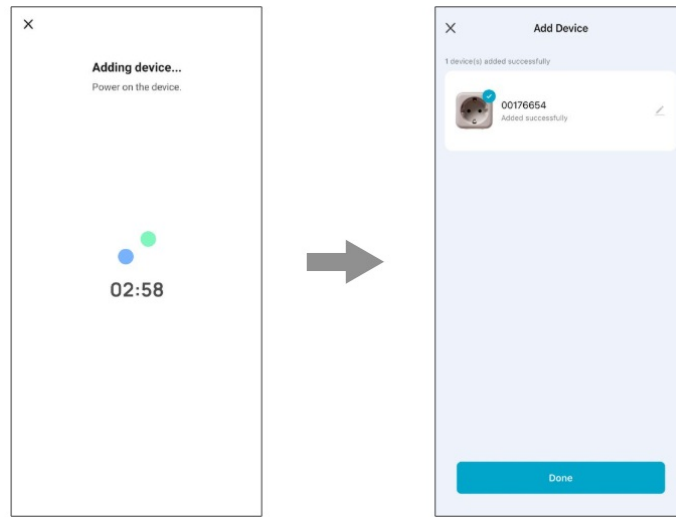 Adding device...
Power on the device.
02:58
Add Device
1 device(s) added successfully
00176654
Added successfully
Done